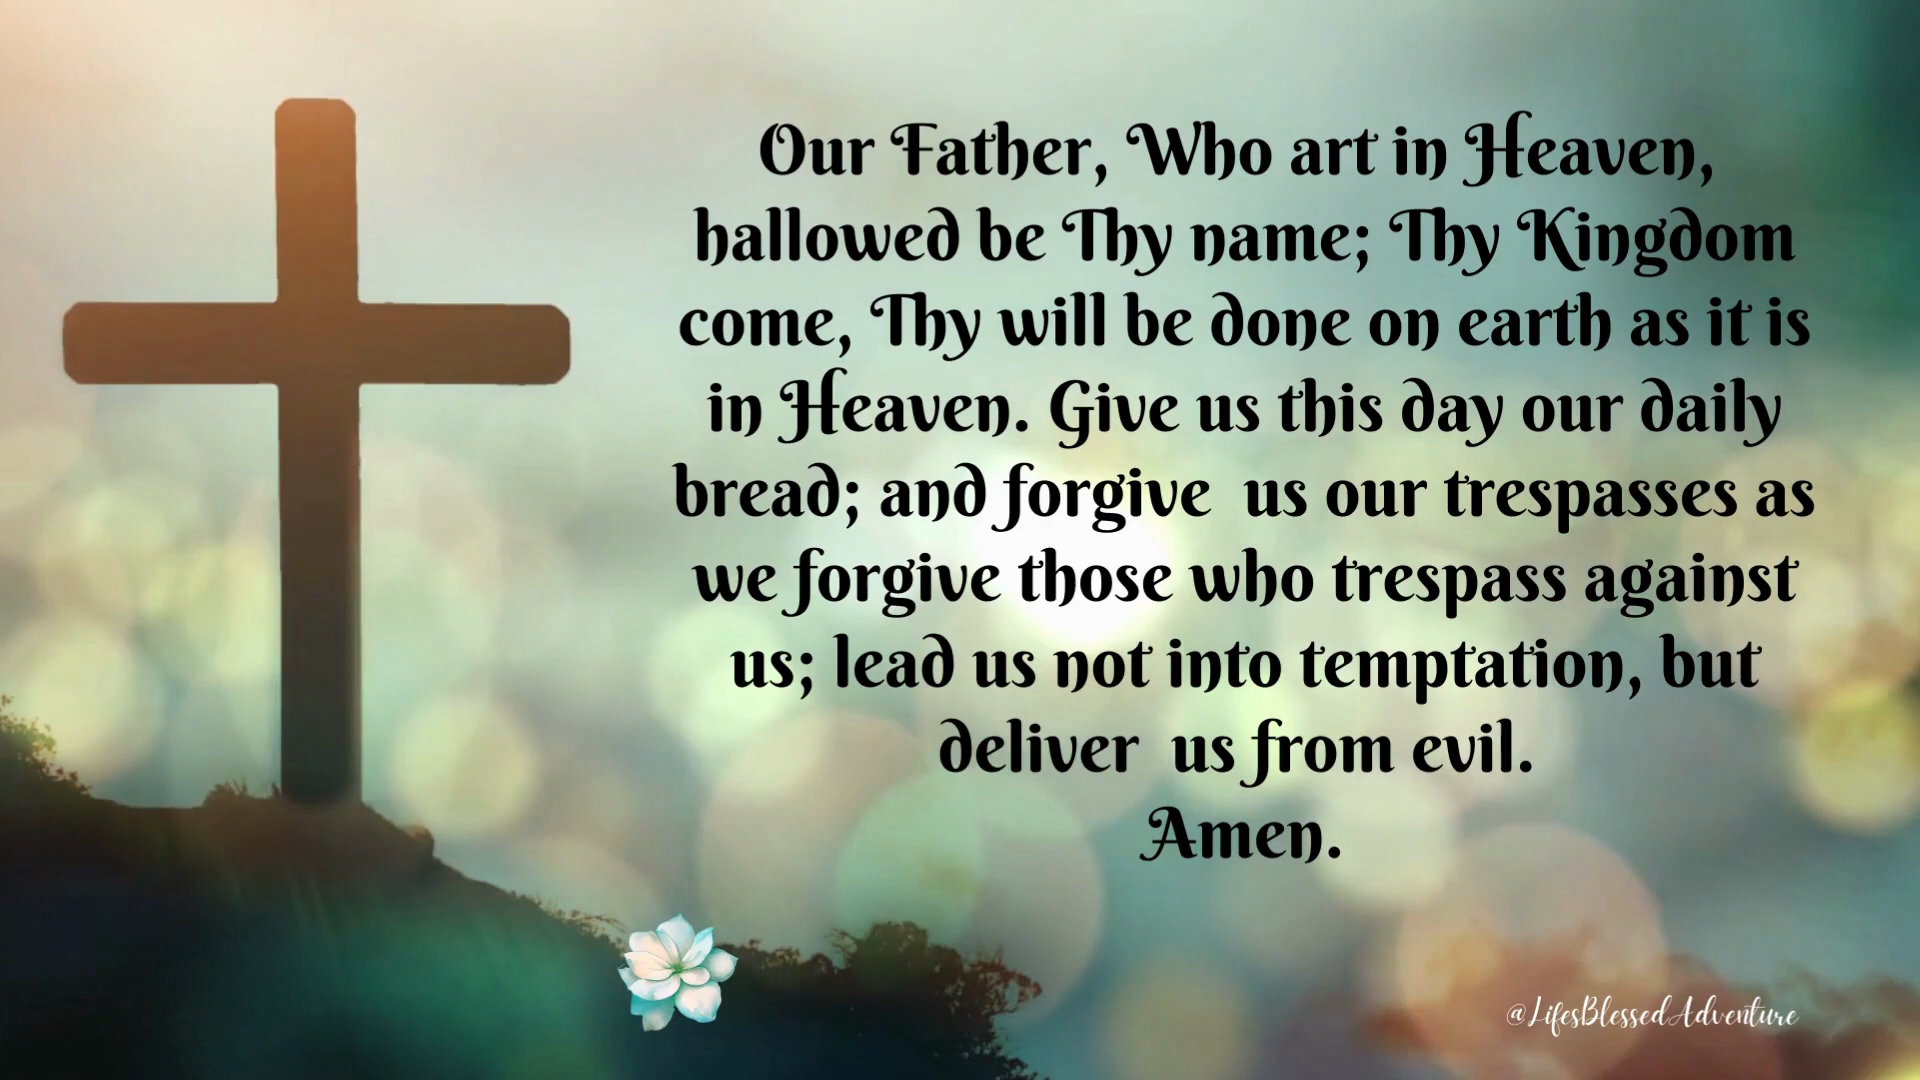 Our Father, Who art in Heaven,
hallowed be Thy name; Thy Kingdom
come, Thy will be done on earth as it is
in Heaven. Give us this day our daily
bread; and forgive  us our trespasses as
we forgive those who trespass against
us; lead us not into temptation, but
deliver  us from evil.
Amen.
@LifesBlessedAdventure